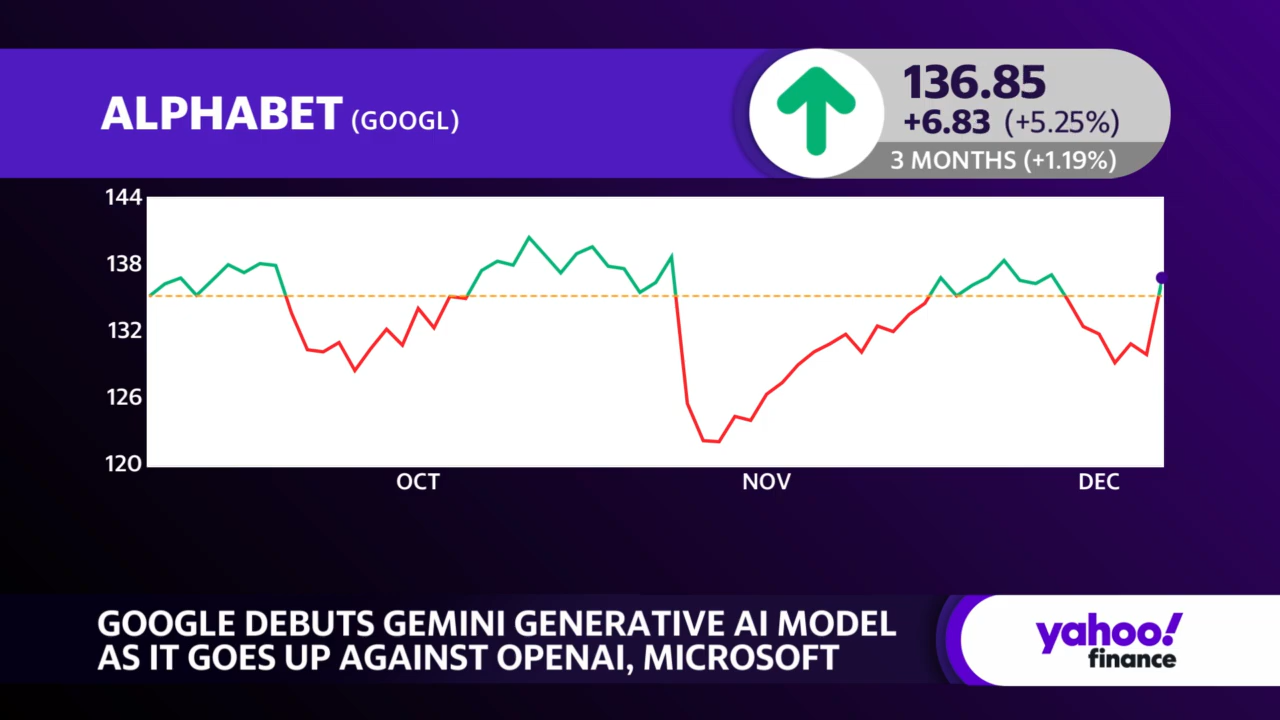 ALPHABET (GOOGL)
136.85
+6.83 (+5.25%)
3 MONTHS (+1.19%)
144
138
132
126
120
OCT NOV DEC
GOOGLE DEBUTS GEMINI GENERATIVE AI MODEL
AS IT GOES UP AGAINST OPENAI, MICROSOFT
yahoo!
finance